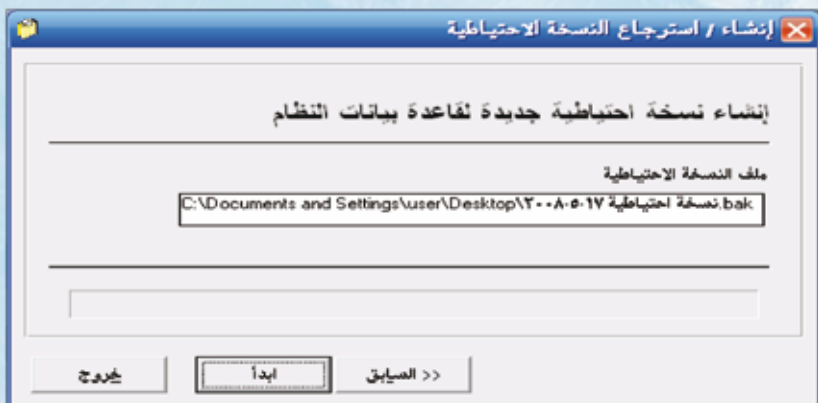 إنشاء / استرجاع النسخة الاحتياطية
إنشاء نسخة احتياطية جديدة لقاعدة بيانات النظام
ملف النسخة الاحتياطية
C:\Documents and Settings\user\Desktop\نسخة احتياطية ٢٠٠٨-٥-١٧.bak
<< السابق
ابدأ
خروج